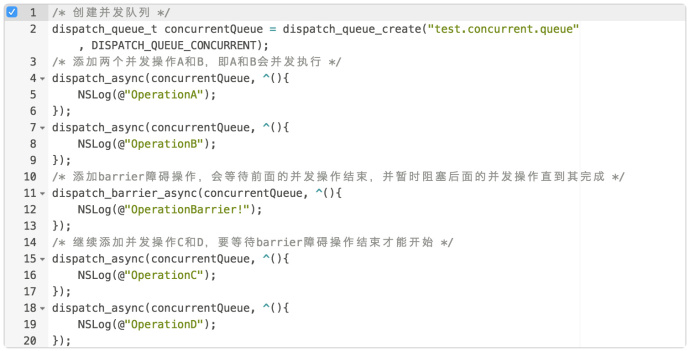 1 /* 创建并发队列 */
2 dispatch_queue_t concurrentQueue = dispatch_queue_create("test.concurrent.queue"
, DISPATCH_QUEUE_CONCURRENT);
3 /* 添加两个并发操作A和B，即A和B会并发执行 */
4 dispatch_async(concurrentQueue, ^(){
5 NSLog(@"OperationA");
6 });
7 dispatch_async(concurrentQueue, ^(){
8 NSLog(@"OperationB");
9 });
10 /* 添加barrier障碍操作，会等待前面的并发操作结束，并暂时阻塞后面的并发操作直到其完成 */
11 dispatch_barrier_async(concurrentQueue, ^(){
12 NSLog(@"OperationBarrier!");
13 });
14 /* 继续添加并发操作C和D，要等待barrier障碍操作结束才能开始 */
15 dispatch_async(concurrentQueue, ^(){
16 NSLog(@"OperationC");
17 });
18 dispatch_async(concurrentQueue, ^(){
19 NSLog(@"OperationD");
20 });